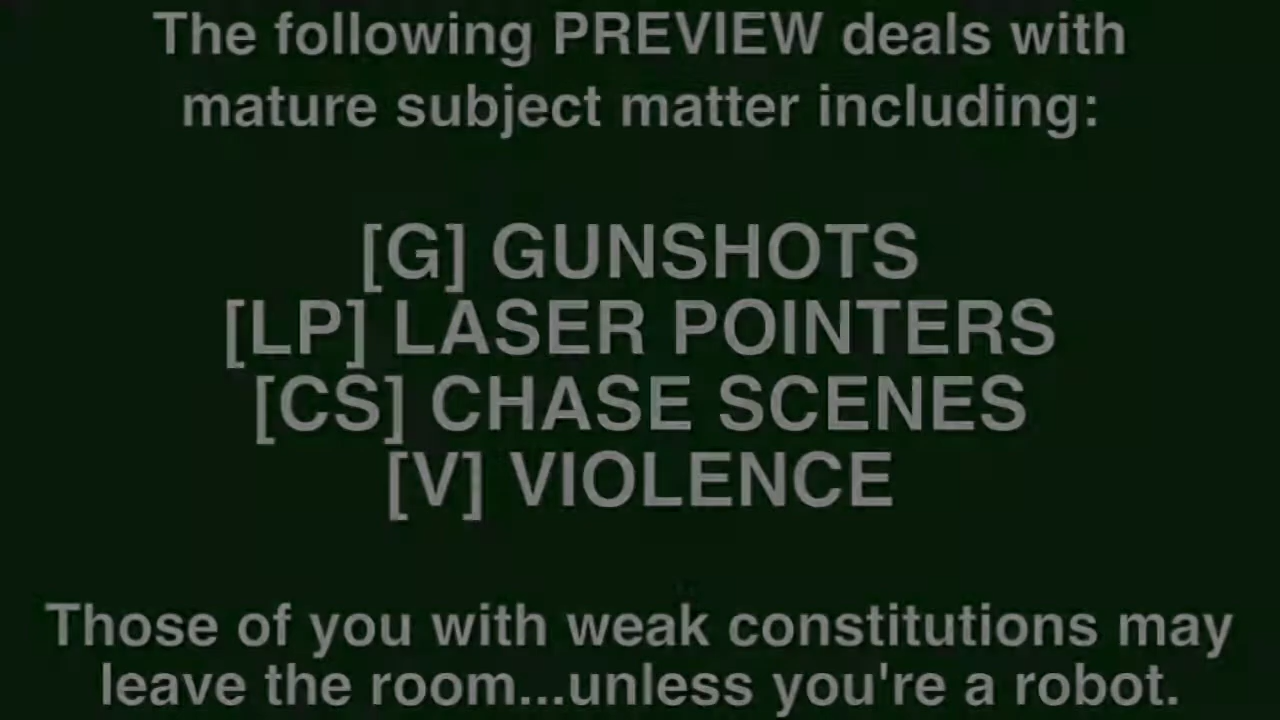 The following PREVIEW deals with
mature subject matter including:
[G] GUNSHOTS
[LP] LASER POINTERS
[CS] CHASE SCENES
[V] VIOLENCE
Those of you with weak constitutions may
leave the room...unless you're a robot.